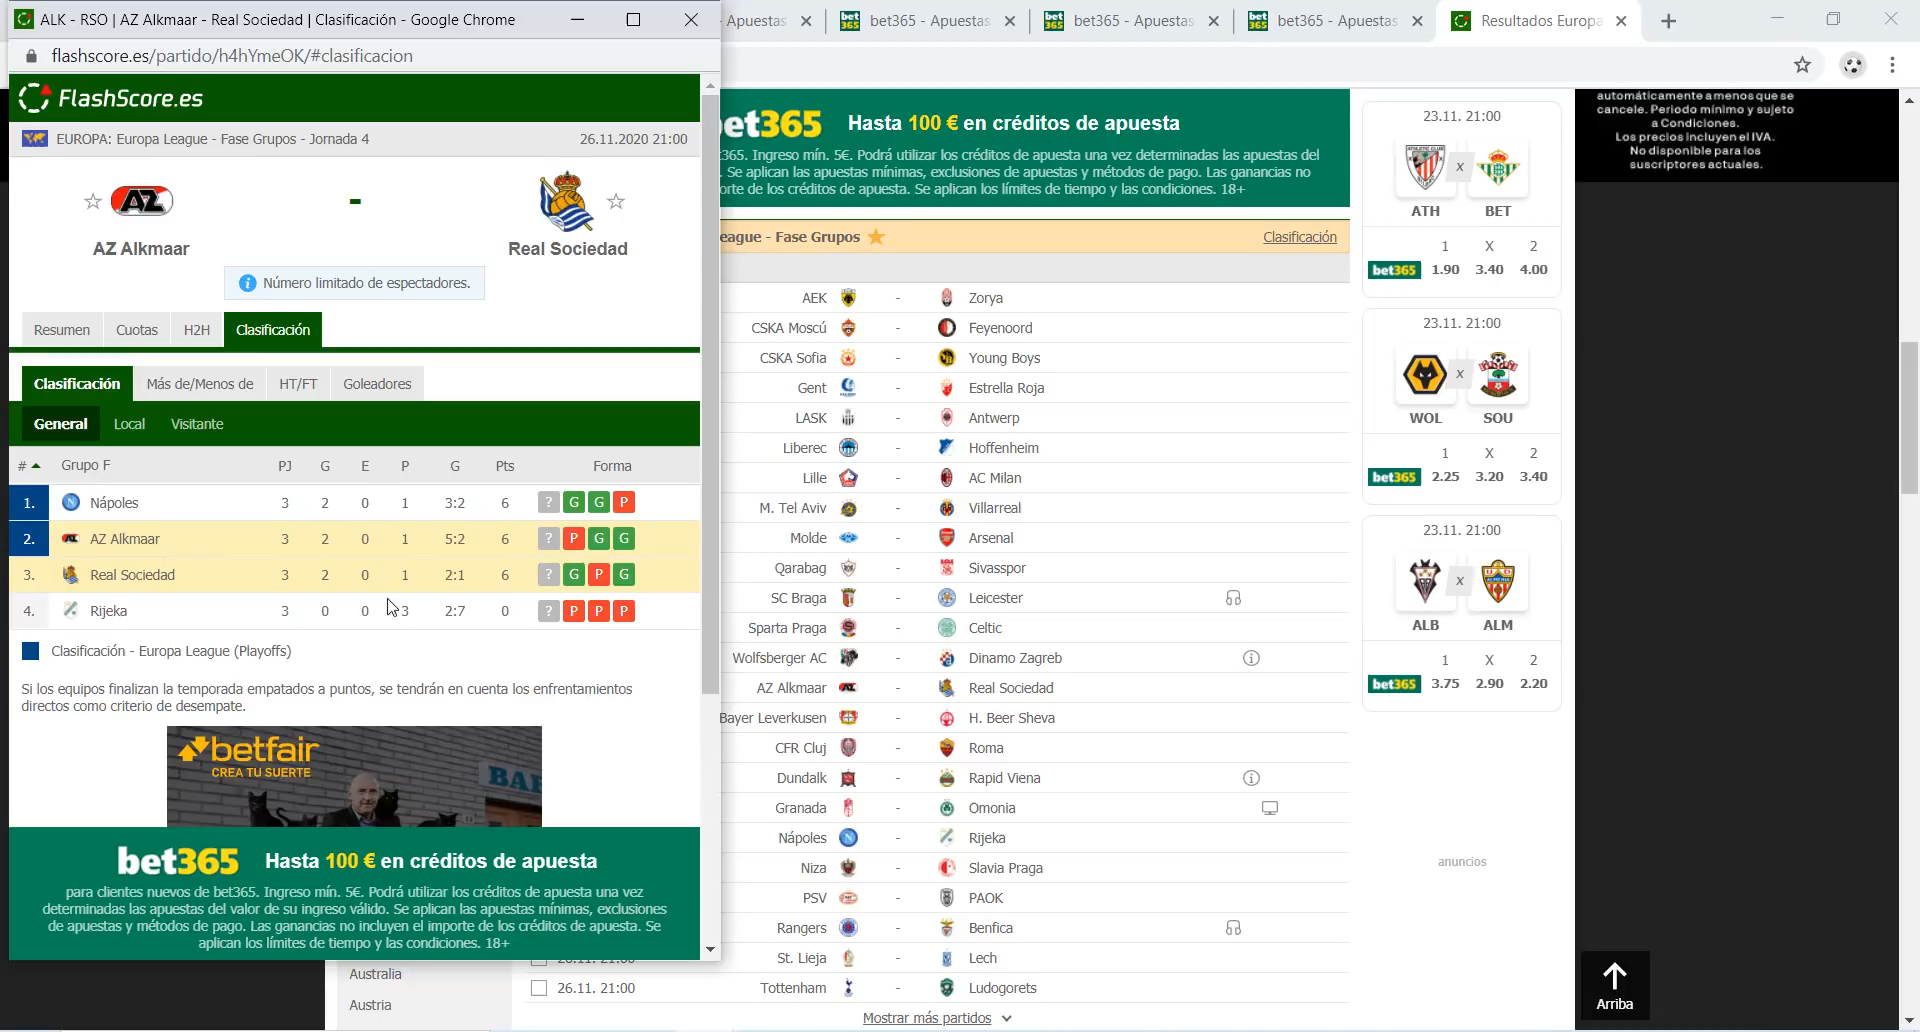 ALK - RSO | AZ Alkmaar - Real Sociedad | Clasificación - Google Chrome
flashscore.es/partido/h4hYmeOK/#clasificacion
FlashScore.es
EUROPA: Europa League - Fase Grupos - Jornada 4 26.11.2020 21:00
AZ
-
AZ Alkmaar Real Sociedad
Número limitado de espectadores.
Resumen Cuotas H2H Clasificación
Clasificación Más de/Menos de HT/FT Goleadores
General Local Visitante
# Grupo F PJ G E P G Pts Forma
1. Nápoles 3 2 0 1 3:2 6 ? G G P
2. AZ Alkmaar 3 2 0 1 5:2 6 ? P G G
3. Real Sociedad 3 2 0 1 2:1 6 ? G P G
4. Rijeka 3 0 0 3 2:7 0 ? P P P
Clasificación - Europa League (Playoffs)
Si los equipos finalizan la temporada empatados a puntos, se tendrán en cuenta los enfrentamientos
directos como criterio de desempate.
betfair
CREA TU SUERTE
bet365 Hasta 100 € en créditos de apuesta
para clientes nuevos de bet365. Ingreso mín. 5€. Podrá utilizar los créditos de apuesta una vez
determinadas las apuestas del valor de su ingreso válido. Se aplican las apuestas mínimas, exclusiones
de apuestas y métodos de pago. Las ganancias no incluyen el importe de los créditos de apuesta. Se
aplican los límites de tiempo y las condiciones. 18+
Apuestas bet365 - Apuestas bet365 - Apuestas bet365 - Apuestas Resultados Europa
et365 Hasta 100 € en créditos de apuesta
365. Ingreso mín. 5€. Podrá utilizar los créditos de apuesta una vez determinadas las apuestas del
. Se aplican las apuestas mínimas, exclusiones de apuestas y métodos de pago. Las ganancias no
orte de los créditos de apuesta. Se aplican los límites de tiempo y las condiciones. 18+
eague - Fase Grupos Clasificación
AEK - Zorya
CSKA Moscú - Feyenoord
CSKA Sofia - Young Boys
Gent - Estrella Roja
LASK - Antwerp
Liberec - Hoffenheim
Lille - AC Milan
M. Tel Aviv - Villarreal
Molde - Arsenal
Qarabag - Sivasspor
SC Braga - Leicester
Sparta Praga - Celtic
Wolfsberger AC - Dinamo Zagreb
AZ Alkmaar - Real Sociedad
Bayer Leverkusen - H. Beer Sheva
CFR Cluj - Roma
Dundalk - Rapid Viena
Granada - Omonia
Nápoles - Rijeka
Niza - Slavia Praga
PSV - PAOK
Rangers - Benfica
26.11. 21:00 St. Lieja - Lech
26.11. 21:00 Tottenham - Ludogorets
Mostrar más partidos
Australia
Austria
23.11. 21:00
x
ATH BET
1 X 2
bet365 1.90 3.40 4.00
23.11. 21:00
x
WOL SOU
1 X 2
bet365 2.25 3.20 3.40
23.11. 21:00
x
ALB ALM
1 X 2
bet365 3.75 2.90 2.20
anuncios
automáticamente a menos que se
cancele. Periodo mínimo y sujeto
a Condiciones.
Los precios incluyen el IVA.
No disponible para los
suscriptores actuales.
Arriba